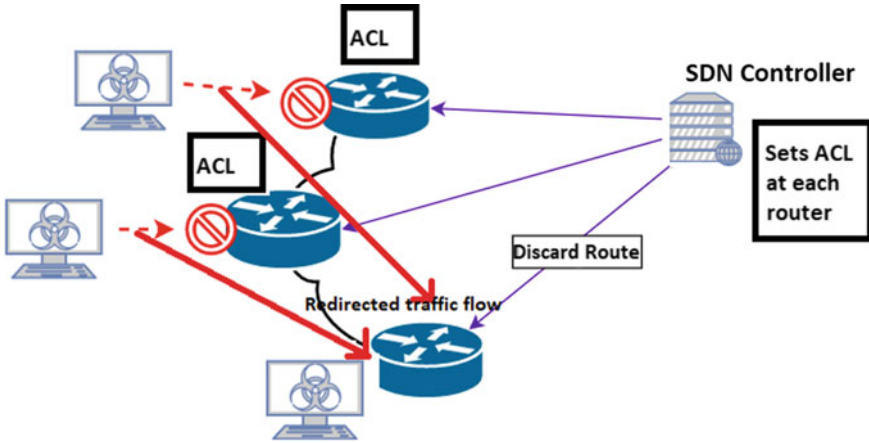 ACL
SDN Controller
ACL
Sets ACL
at each
router
Discard Route
Redirected traffic flow